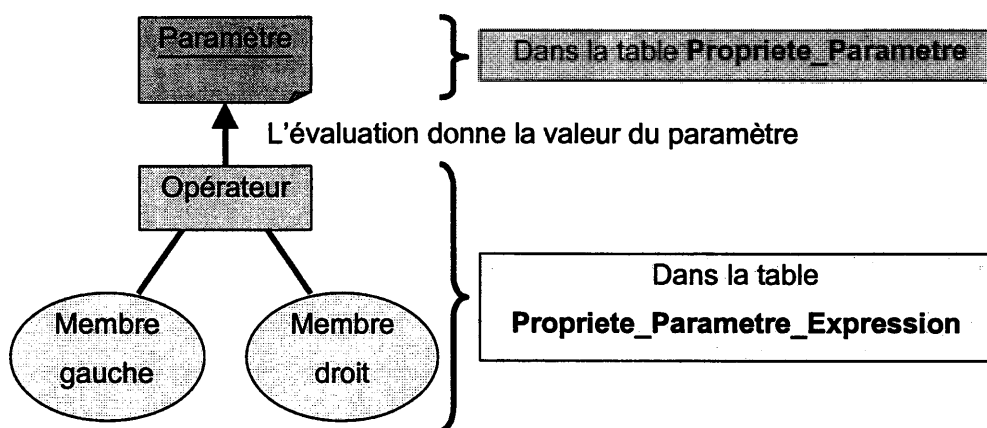 Paramètre
Dans la table Propriete_Parametre
L'évaluation donne la valeur du paramètre
Opérateur
Membre
gauche
Membre
droit
Dans la table
Propriete_Parametre_Expression